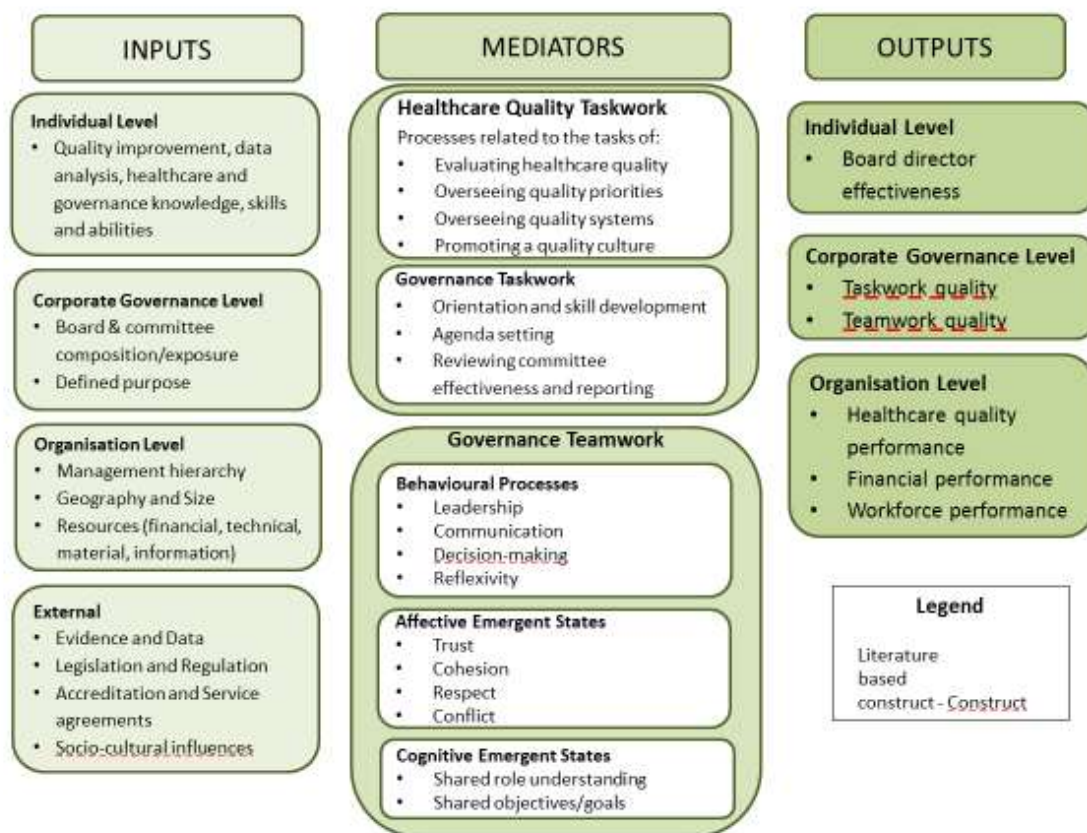 INPUTS
Individual Level
• Quality improvement, data
analysis, healthcare and
governance knowledge, skills
and abilities
Corporate Governance Level
• Board & committee
composition/exposure
• Defined purpose
Organisation Level
• Management hierarchy
• Geography and Size
• Resources (financial, technical,
material, information)
External
• Evidence and Data
• Legislation and Regulation
• Accreditation and Service
agreements
• Socio-cultural influences
MEDIATORS
Healthcare Quality Taskwork
Processes related to the tasks of:
• Evaluating healthcare quality
• Overseeing quality priorities
• Overseeing quality systems
• Promoting a quality culture
Governance Taskwork
• Orientation and skill development
• Agenda setting
• Reviewing committee
effectiveness and reporting
Governance Teamwork
Behavioural Processes
• Leadership
• Communication
• Decision-making
• Reflexivity
Affective Emergent States
• Trust
• Cohesion
• Respect
• Conflict
Cognitive Emergent States
• Shared role understanding
• Shared objectives/goals
OUTPUTS
Individual Level
• Board director
effectiveness
Corporate Governance Level
• Taskwork quality
• Teamwork quality
Organisation Level
• Healthcare quality
performance
• Financial performance
• Workforce performance
Legend
Literature
based
construct - Construct